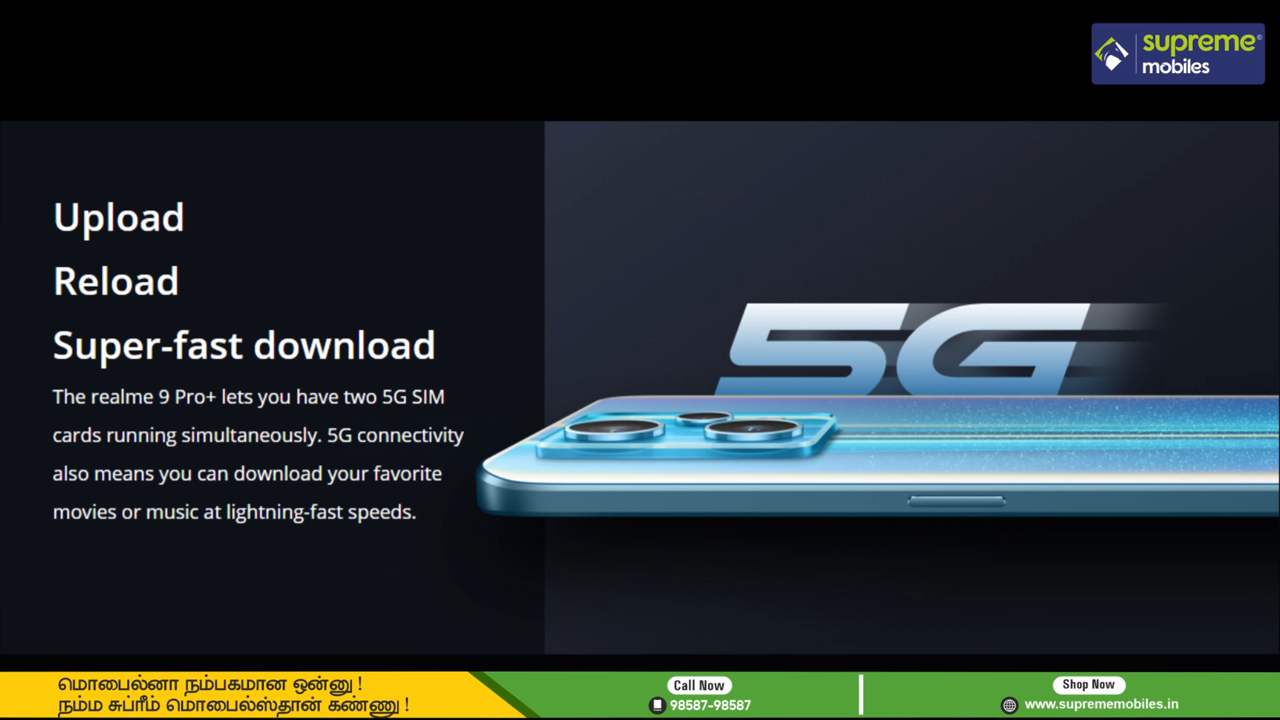 supreme
mobiles
Upload
Reload
Super-fast download
5G
The realme 9 Pro+ lets you have two 5G SIM
cards running simultaneously. 5G connectivity
also means you can download your favorite
movies or music at lightning-fast speeds.
மொபைல்னா நம்பகமான ஒன்னு !
நம்ம சுப்ரீம் மொபைல்ஸ்தான் கண்ணு !
Call Now
98587-98587
Shop Now
www.suprememobiles.in